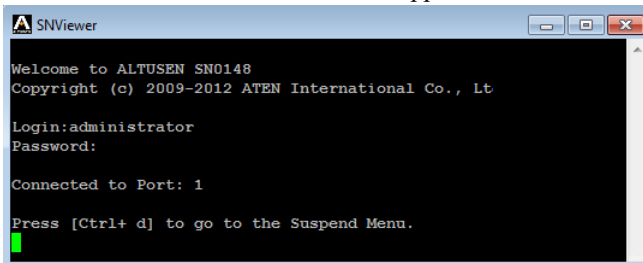 SNViewer
Welcome to ALTUSEN SN0148
Copyright (c) 2009-2012 ATEN International Co., Lt
Login:administrator
Password:
Connected to Port: 1
Press [Ctrl+ d] to go to the Suspend Menu.